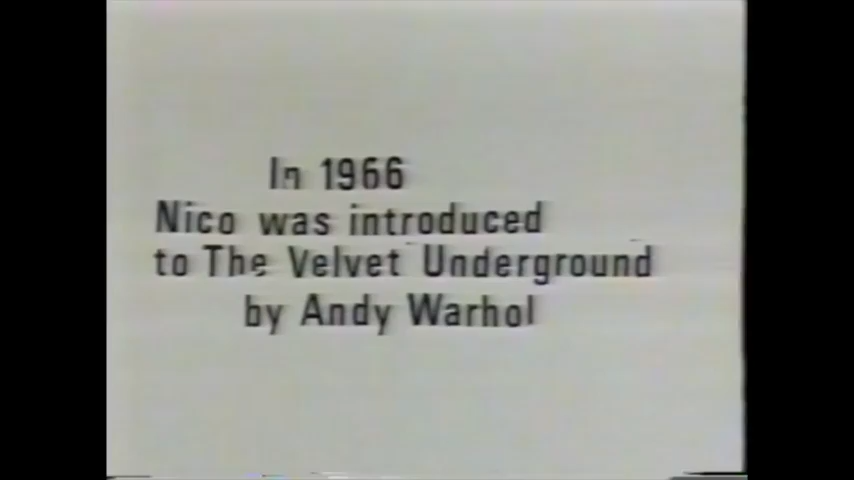 In 1966
Nico was introduced
to The Velvet Underground
by Andy Warhol